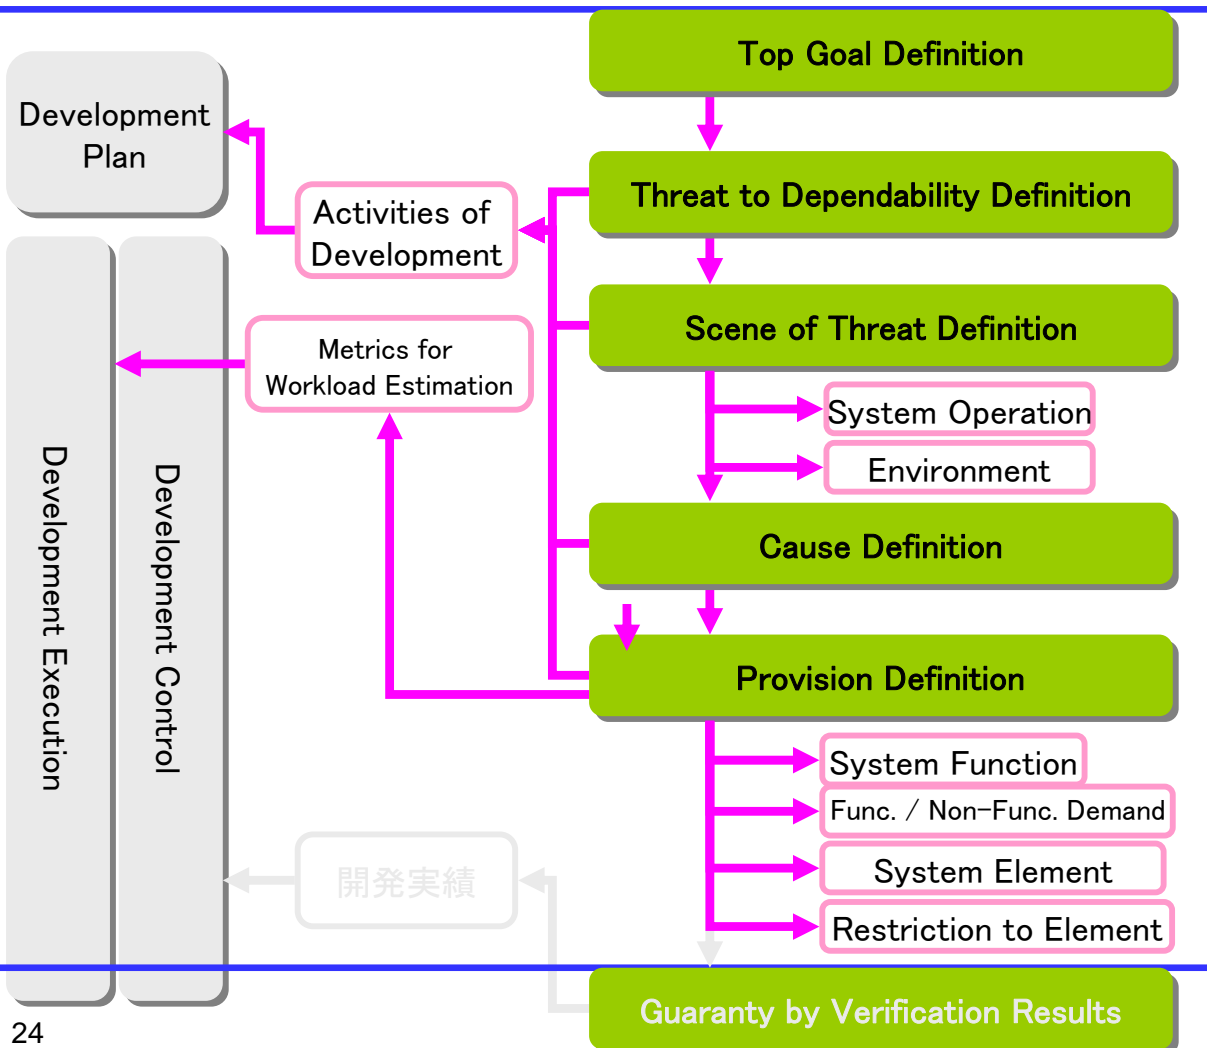 Top Goal Definition
Development
Plan
Threat to Dependability Definition
Activities of
Development
Scene of Threat Definition
Metrics for
Workload Estimation
System Operation
Environment
Development Execution
Development Control
Cause Definition
Provision Definition
System Function
Func. / Non-Func. Demand
System Element
開発実績
Restriction to Element
Guaranty by Verification Results
24